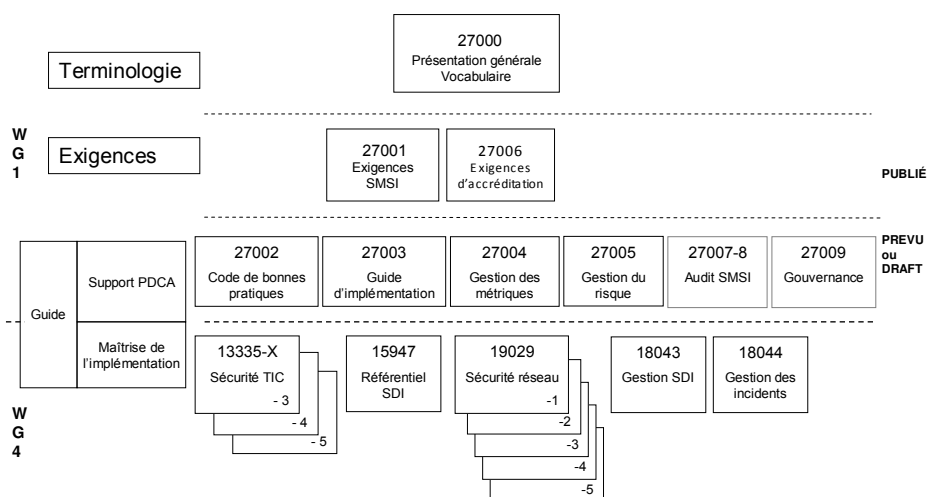 27000
Présentation générale
Vocabulaire
Terminologie
W
G
1
Exigences
27001
Exigences
SMSI
27006
Exigences
d'accréditation
PUBLIÉ
PREVU
ou
DRAFT
Guide
Support PDCA
27002
Code de bonnes
pratiques
27003
Guide
d'implémentation
27004
Gestion des
métriques
27005
Gestion du
risque
27007-8
Audit SMSI
27009
Gouvernance
Maîtrise de
l'implémentation
13335-X
Sécurité TIC
- 3
- 4
- 5
15947
Référentiel
SDI
19029
Sécurité réseau
-1
-2
-3
-4
-5
18043
Gestion SDI
18044
Gestion des
incidents
W
G
4